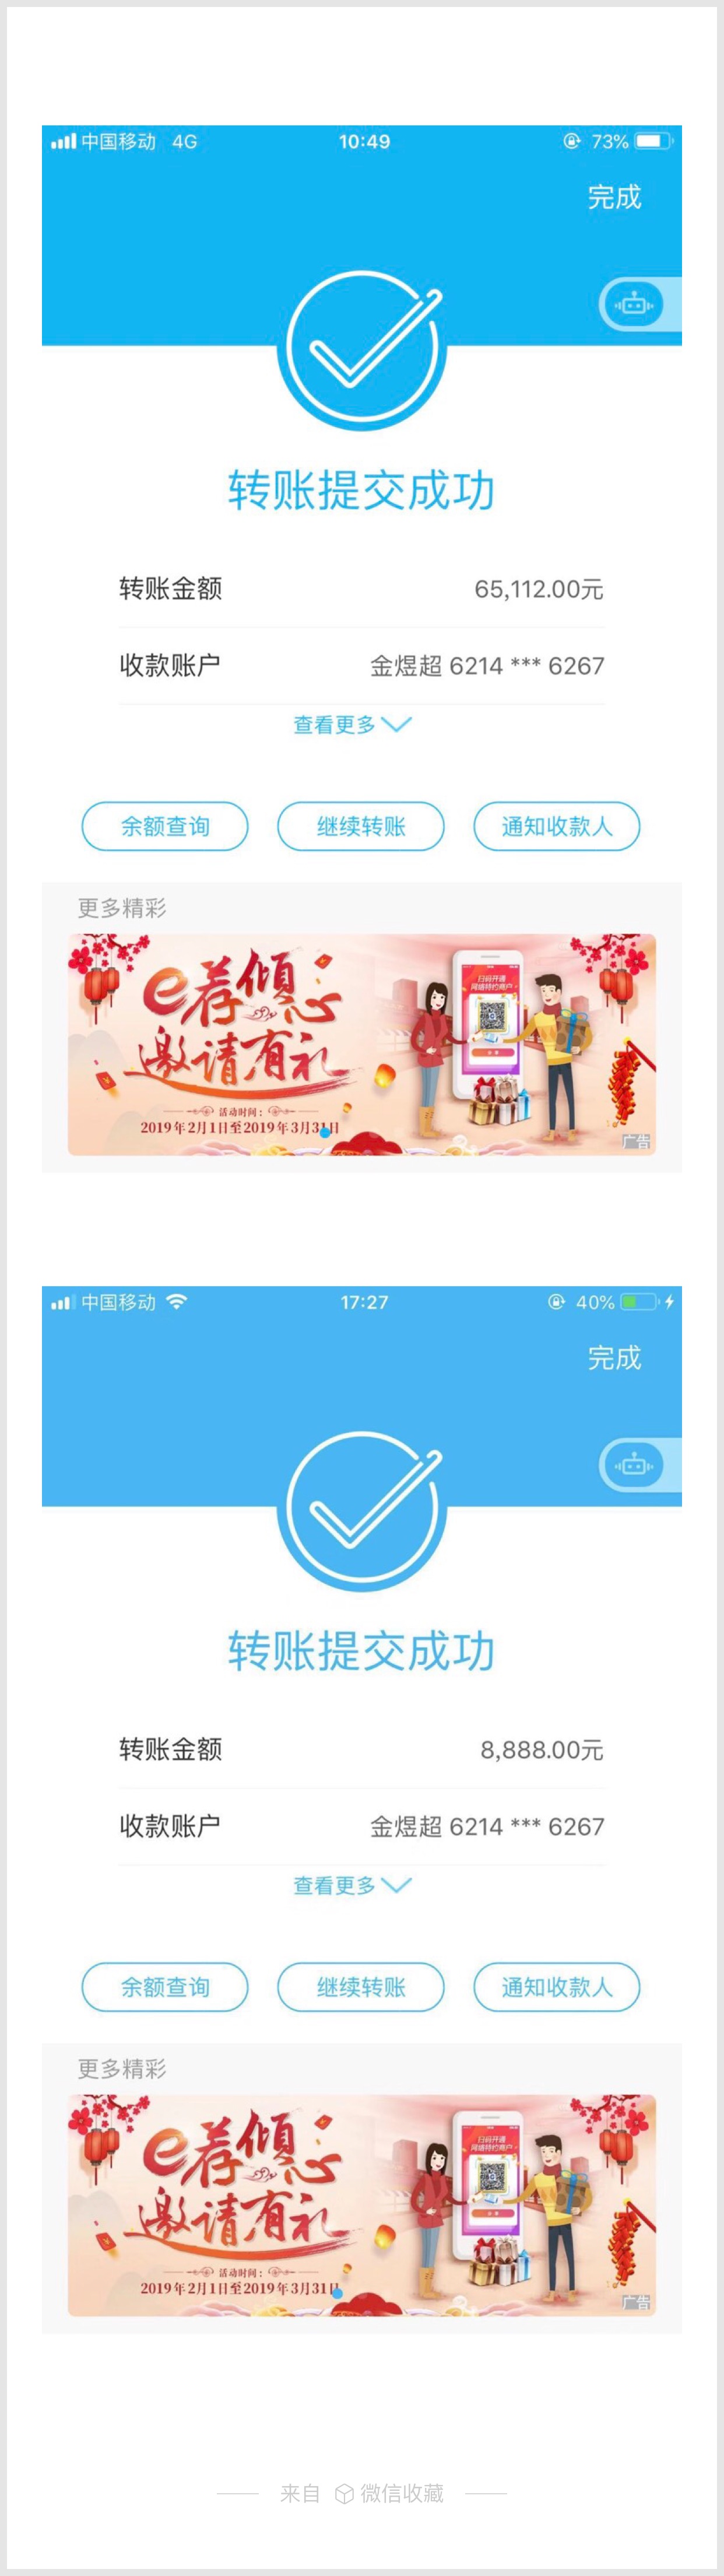 中国移动 4G 10:49 73%
完成
转账提交成功
转账金额 65,112.00元
收款账户 金煜超 6214 *** 6267
查看更多
余额查询 继续转账 通知收款人
更多精彩
e荐倾心
邀请有礼
活动时间:
2019年2月1日至2019年3月31日
扫码开通
网络特约商户
广告
中国移动 17:27 40%
完成
转账提交成功
转账金额 8,888.00元
收款账户 金煜超 6214 *** 6267
查看更多
余额查询 继续转账 通知收款人
更多精彩
e荐倾心
邀请有礼
活动时间:
2019年2月1日至2019年3月31日
扫码开通
网络特约商户
广告
来自 微信收藏